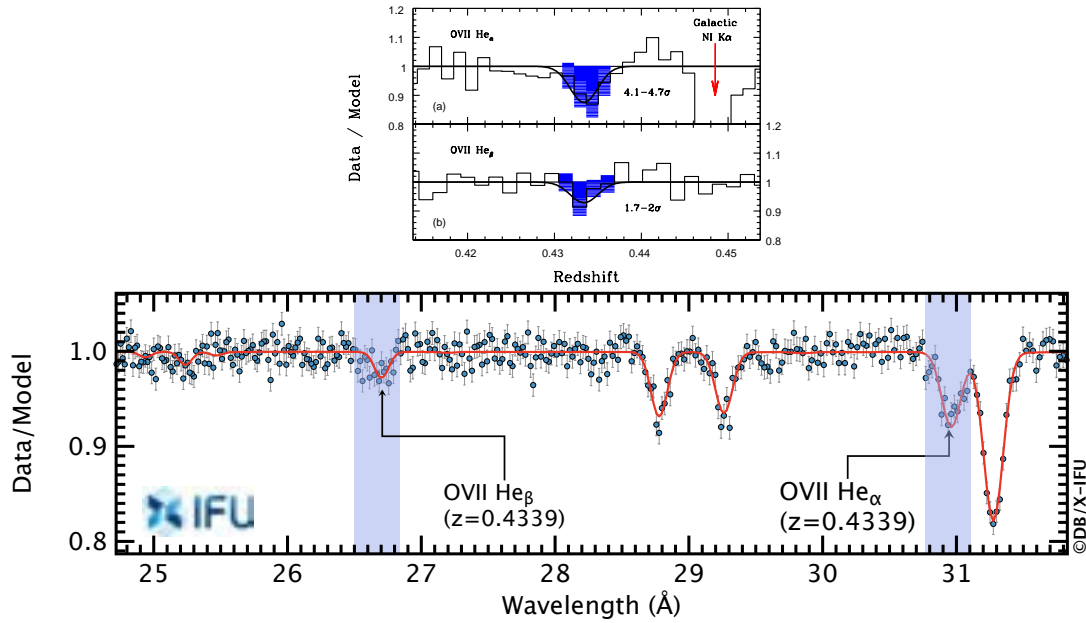 1.2
OVII Heα
Galactic
NI Kα
1.1
1
0.9
(a)
4.1−4.7σ
0.8
1.2
OVII Heβ
1.1
1
0.9
(b)
1.7−2σ
0.8
0.42
0.43
0.44
0.45
Data / Model
Redshift
1.0
0.9
0.8
Data/Model
OVII Heβ
(z=0.4339)
OVII Heα
(z=0.4339)
IFU
©DB/X-IFU
25 26 27 28 29 30 31
Wavelength (Å)